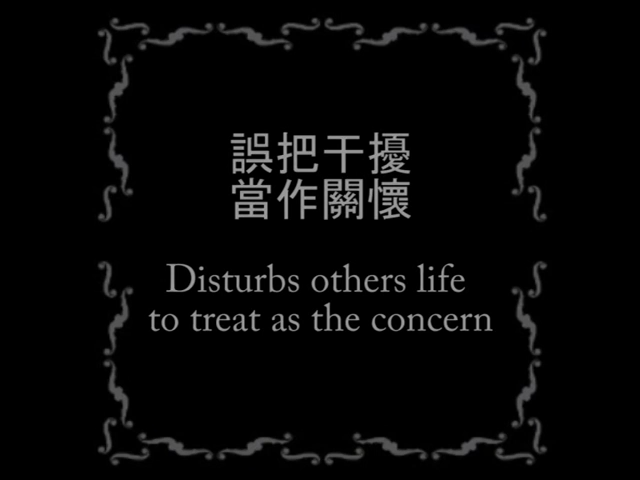 誤把干擾
當作關懷
Disturbs others life
to treat as the concern